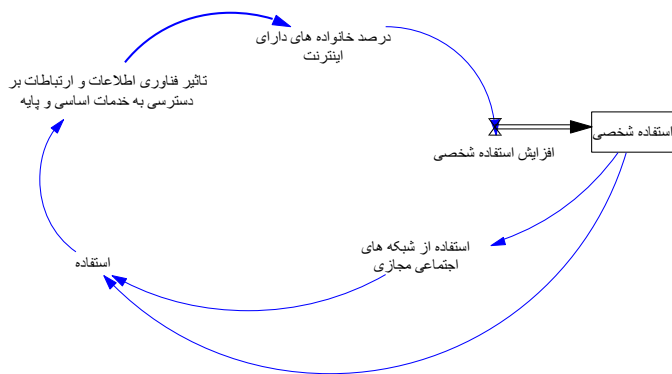 درصد خانواده های دارای
اینترنت
تاثیر فناوری اطلاعات و ارتباطات بر
دسترسی به خدمات اساسی و پایه
استفاده شخصی
افزایش استفاده شخصی
استفاده از شبکه های
اجتماعی مجازی
استفاده